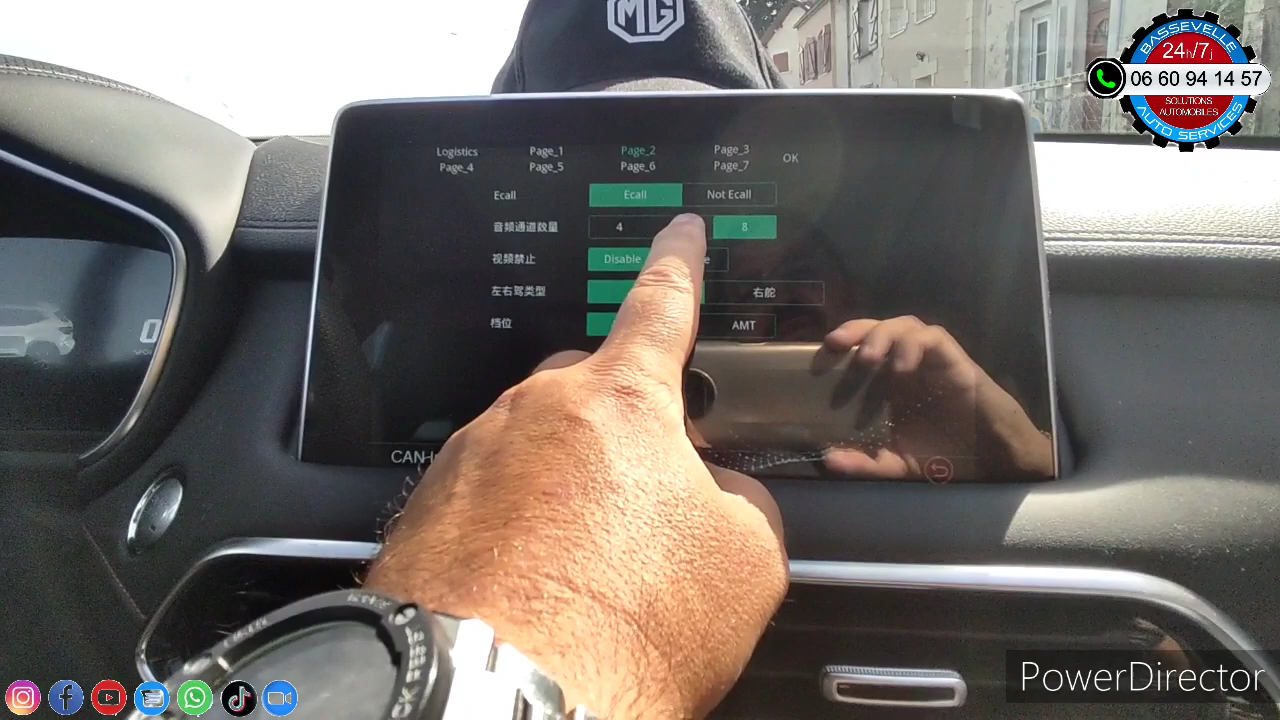 MG
BASSEVELLE
24h/7j
06 60 94 14 57
SOLUTIONS
AUTOMOBILES
AUTO SERVICES
Logistics Page_1 Page_2 Page_3 OK
Page_4 Page_5 Page_6 Page_7
Ecall Ecall Not Ecall
音频通道数量 4 8
视频禁止 Disable
左右驾类型 右舵
档位 AMT
0
PowerDirector